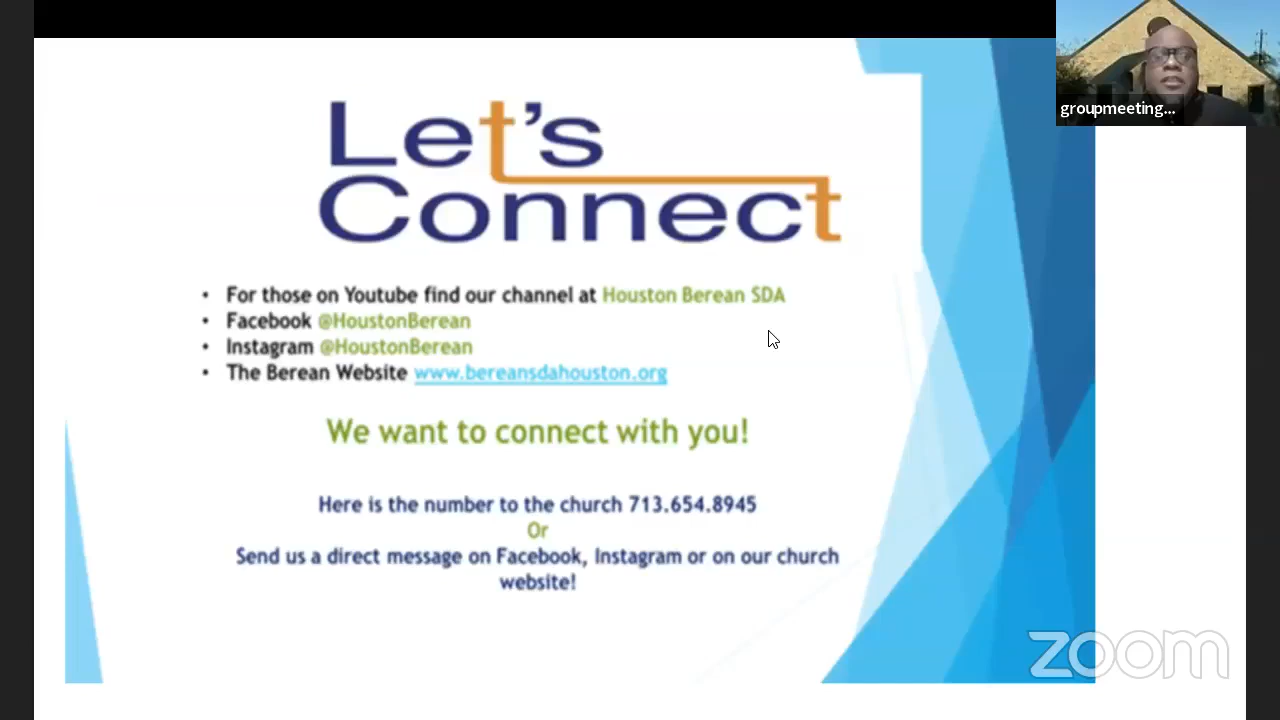 groupmeeting...
Let's
Connect
• For those on Youtube find our channel at Houston Berean SDA
• Facebook @HoustonBerean
• Instagram @HoustonBerean
• The Berean Website www.bereansdahouston.org
We want to connect with you!
Here is the number to the church 713.654.8945
Or
Send us a direct message on Facebook, Instagram or on our church
website!
zoom